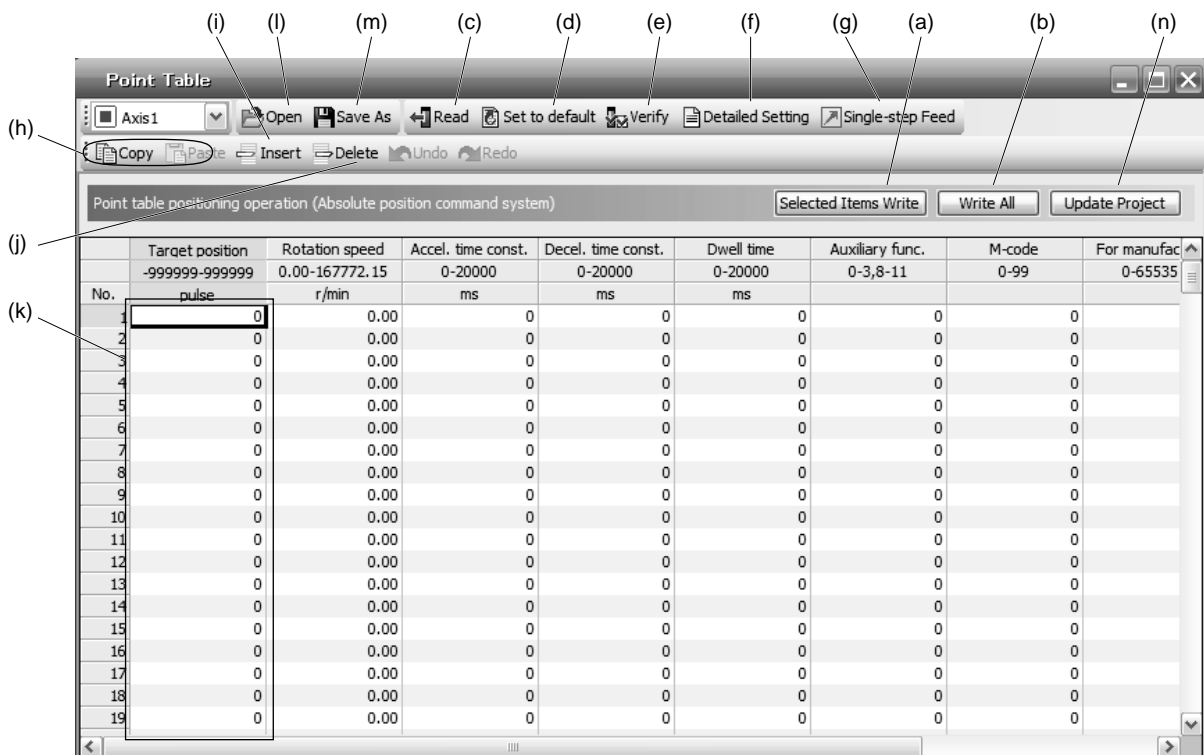 (i) (l) (m) (c) (d) (e) (f) (g) (a) (b) (n)
Point Table
Axis1 Open Save As Read Set to default Verify Detailed Setting Single-step Feed
(h)
Copy Paste Insert Delete Undo Redo
Point table positioning operation (Absolute position command system) Selected Items Write Write All Update Project
(j)
Target position Rotation speed Accel. time const. Decel. time const. Dwell time Auxiliary func. M-code For manufac
-999999-999999 0.00-167772.15 0-20000 0-20000 0-20000 0-3,8-11 0-99 0-65535
No. pulse r/min ms ms ms
(k)
1 0 0.00 0 0 0 0 0
2 0 0.00 0 0 0 0 0
3 0 0.00 0 0 0 0 0
4 0 0.00 0 0 0 0 0
5 0 0.00 0 0 0 0 0
6 0 0.00 0 0 0 0 0
7 0 0.00 0 0 0 0 0
8 0 0.00 0 0 0 0 0
9 0 0.00 0 0 0 0 0
10 0 0.00 0 0 0 0 0
11 0 0.00 0 0 0 0 0
12 0 0.00 0 0 0 0 0
13 0 0.00 0 0 0 0 0
14 0 0.00 0 0 0 0 0
15 0 0.00 0 0 0 0 0
16 0 0.00 0 0 0 0 0
17 0 0.00 0 0 0 0 0
18 0 0.00 0 0 0 0 0
19 0 0.00 0 0 0 0 0